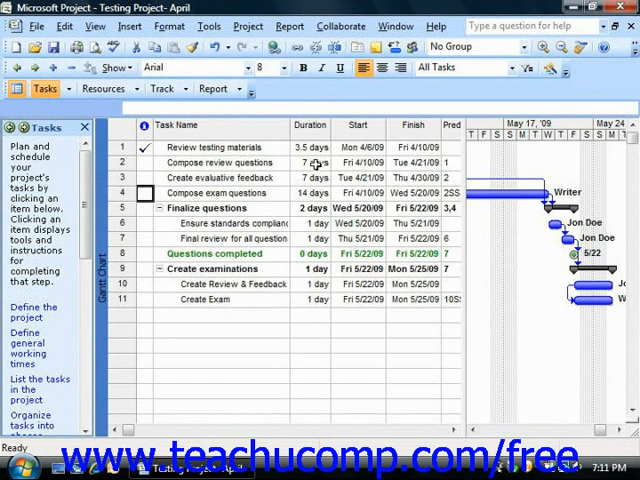 Microsoft Project - Testing Project- April
File Edit View Insert Format Tools Project Report Collaborate Window Help Type a question for help
No Group
Show Arial 8 B I U All Tasks
Tasks Resources Track Report
Tasks
Plan and
schedule
your
project's
tasks by
clicking an
item below.
Clicking an
item displays
tools and
instructions
for
completing
that step.
Define the
project
Define
general
working
times
List the tasks
in the
project
Organize
Gantt Chart
Task Name Duration Start Finish Pred
1 Review testing materials 3.5 days Mon 4/6/09 Fri 4/10/09
2 Compose review questions 7 days Fri 4/10/09 Tue 4/21/09 1
3 Create evaluative feedback 7 days Tue 4/21/09 Thu 4/30/09 2
4 Compose exam questions 14 days Fri 4/10/09 Wed 5/20/09 2SS
5 Finalize questions 2 days Wed 5/20/09 Fri 5/22/09 3,4
6 Ensure standards complianc 1 day Wed 5/20/09 Thu 5/21/09
7 Final review for all question 1 day Thu 5/21/09 Fri 5/22/09 6
8 Questions completed 0 days Fri 5/22/09 Fri 5/22/09 7
9 Create examinations 1 day Fri 5/22/09 Mon 5/25/09 7
10 Create Review & Feedback 1 day Fri 5/22/09 Mon 5/25/09
11 Create Exam 1 day Fri 5/22/09 Mon 5/25/09 10SS
May 17, '09 May 24
T F S S M T W T F S S M T
Writer
Jon Doe
Jon Doe
5/22
Ready
www.teachucomp.com/free
7:11 PM